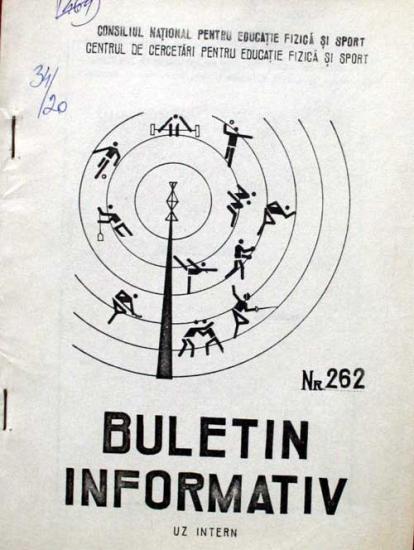 CONSILIUL NAȚIONAL PENTRU EDUCAȚIE FIZICĂ ȘI SPORT
CENTRUL DE CERCETĂRI PENTRU EDUCAȚIE FIZICĂ ȘI SPORT
34/
/20
NR. 262
BULETIN
INFORMATIV
UZ INTERN